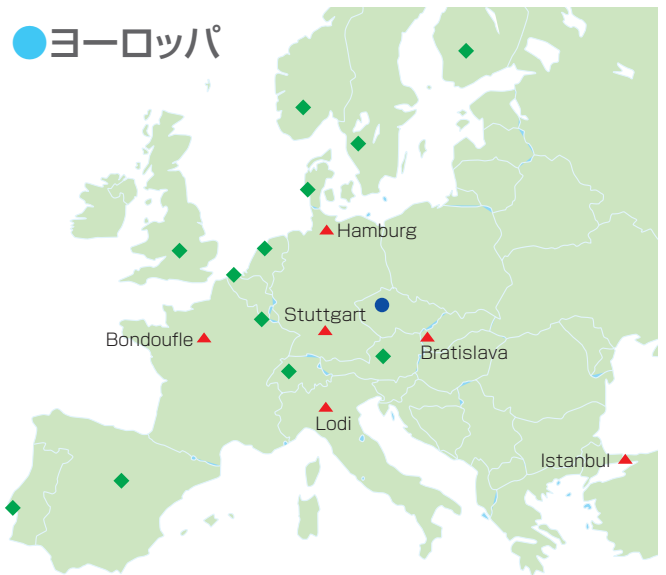 ヨーロッパ
Hamburg
Stuttgart
Bondoufle
Bratislava
Lodi
Istanbul